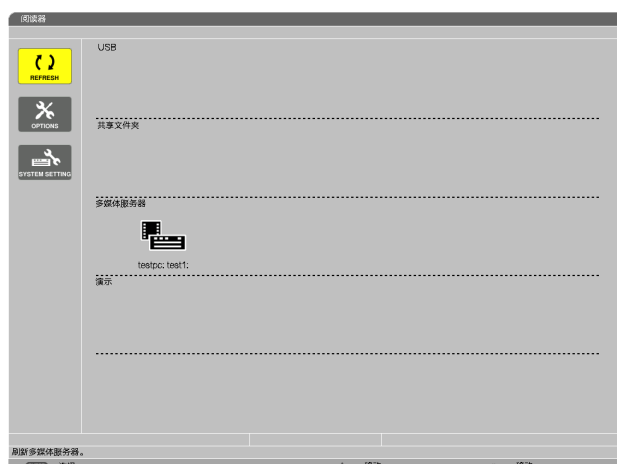 阅读器
USB
REFRESH
OPTIONS
共享文件夹
SYSTEM SETTING
多媒体服务器
testpc: test1:
演示
刷新多媒体服务器。